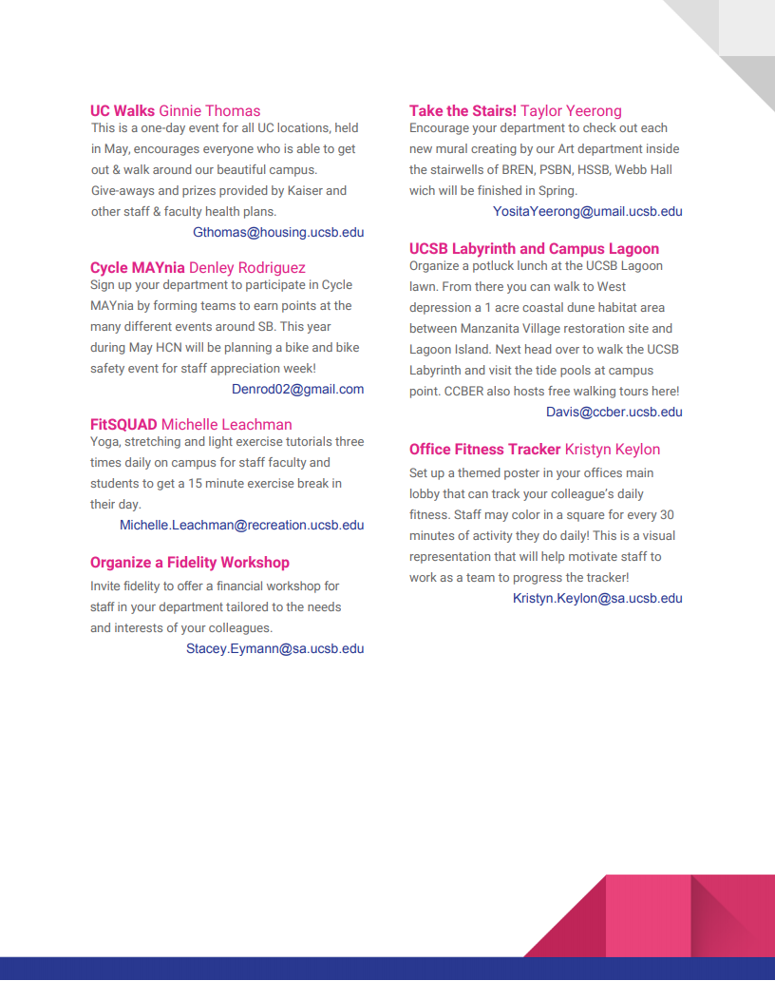 UC Walks Ginnie Thomas
This is a one-day event for all UC locations, held
in May, encourages everyone who is able to get
out & walk around our beautiful campus.
Give-aways and prizes provided by Kaiser and
other staff & faculty health plans.
Gthomas@housing.ucsb.edu
Cycle MAYnia Denley Rodriguez
Sign up your department to participate in Cycle
MAYnia by forming teams to earn points at the
many different events around SB. This year
during May HCN will be planning a bike and bike
safety event for staff appreciation week!
Denrod02@gmail.com
FitSQUAD Michelle Leachman
Yoga, stretching and light exercise tutorials three
times daily on campus for staff faculty and
students to get a 15 minute exercise break in
their day.
Michelle.Leachman@recreation.ucsb.edu
Organize a Fidelity Workshop
Invite fidelity to offer a financial workshop for
staff in your department tailored to the needs
and interests of your colleagues.
Stacey.Eymann@sa.ucsb.edu
Take the Stairs! Taylor Yeerong
Encourage your department to check out each
new mural creating by our Art department inside
the stairwells of BREN, PSBN, HSSB, Webb Hall
wich will be finished in Spring.
YositaYeerong@umail.ucsb.edu
UCSB Labyrinth and Campus Lagoon
Organize a potluck lunch at the UCSB Lagoon
lawn. From there you can walk to West
depression a 1 acre coastal dune habitat area
between Manzanita Village restoration site and
Lagoon Island. Next head over to walk the UCSB
Labyrinth and visit the tide pools at campus
point. CCBER also hosts free walking tours here!
Davis@ccber.ucsb.edu
Office Fitness Tracker Kristyn Keylon
Set up a themed poster in your offices main
lobby that can track your colleague's daily
fitness. Staff may color in a square for every 30
minutes of activity they do daily! This is a visual
representation that will help motivate staff to
work as a team to progress the tracker!
Kristyn.Keylon@sa.ucsb.edu